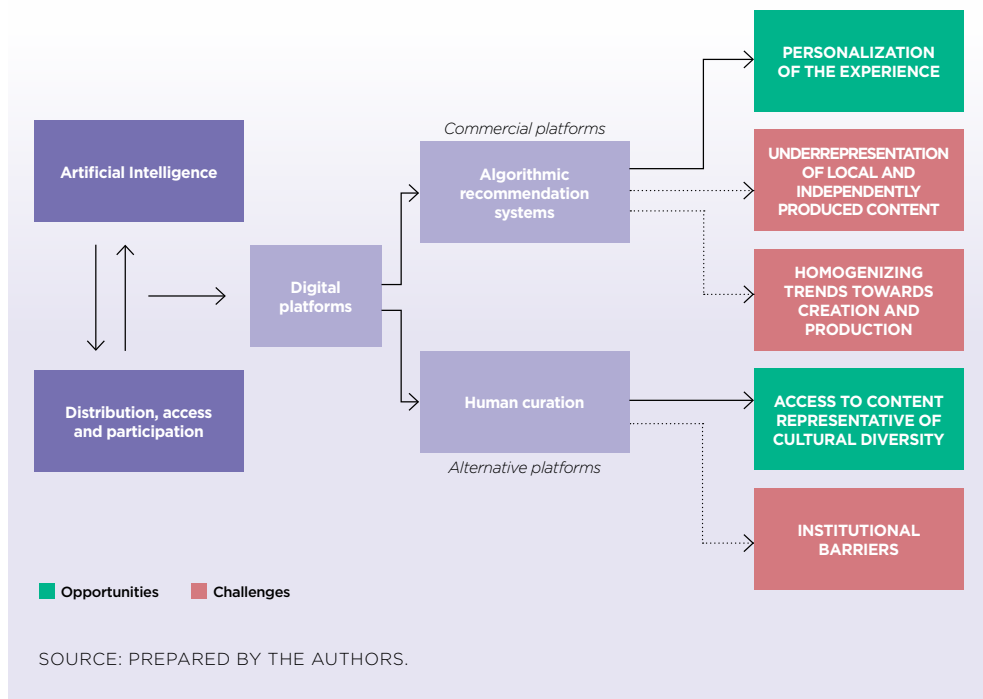 Artificial Intelligence
Distribution, access
and participation
Digital
platforms
Commercial platforms
Algorithmic
recommendation
systems
Human curation
Alternative platforms
PERSONALIZATION
OF THE EXPERIENCE
UNDERREPRESENTATION
OF LOCAL AND
INDEPENDENTLY
PRODUCED CONTENT
HOMOGENIZING
TRENDS TOWARDS
CREATION AND
PRODUCTION
ACCESS TO CONTENT
REPRESENTATIVE OF
CULTURAL DIVERSITY
INSTITUTIONAL
BARRIERS
Opportunities
Challenges
SOURCE: PREPARED BY THE AUTHORS.